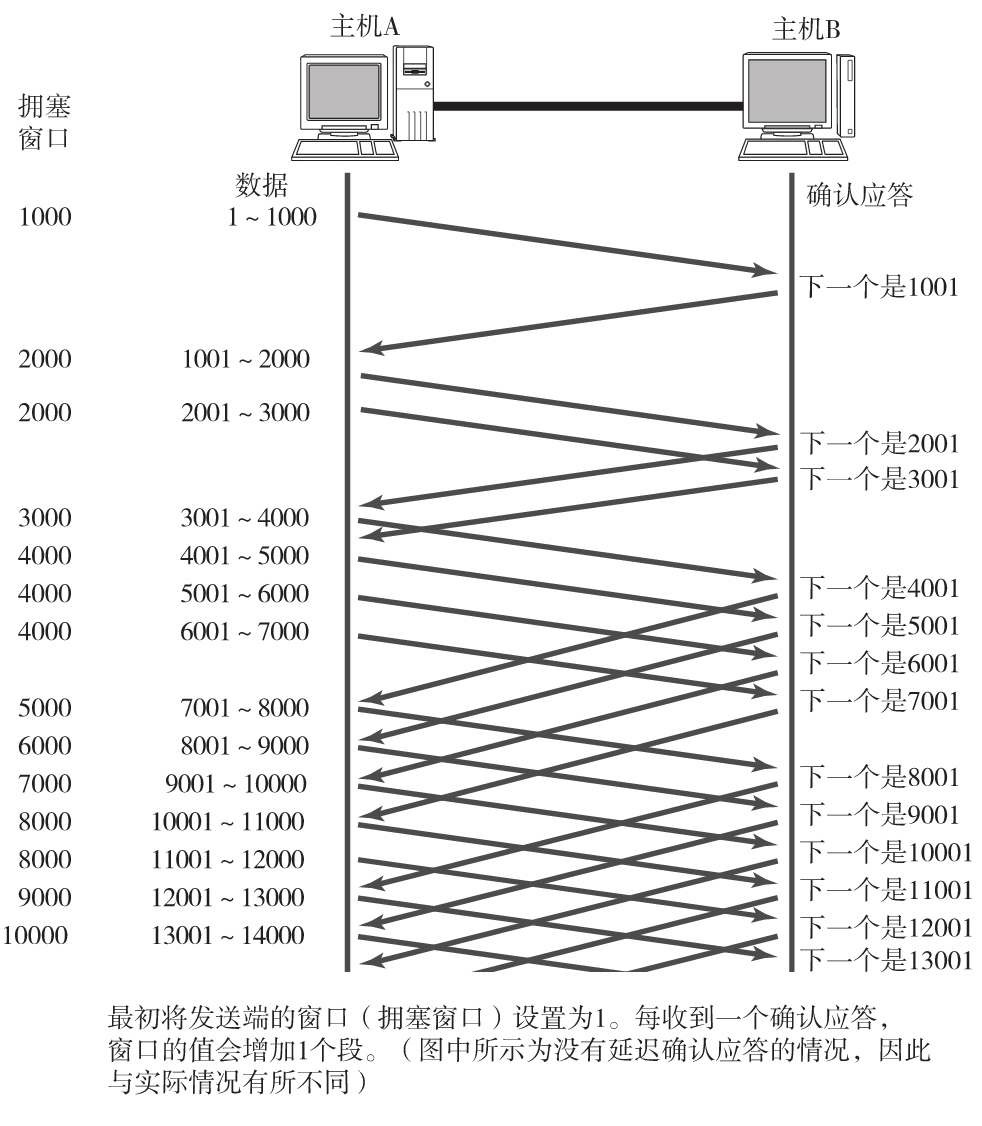 主机A
主机B
拥塞
窗口
数据
确认应答
1000
1～1000
下一个是1001
2000
1001～2000
2000
2001～3000
下一个是2001
下一个是3001
3000
3001～4000
4000
4001～5000
下一个是4001
4000
5001～6000
下一个是5001
4000
6001～7000
下一个是6001
下一个是7001
5000
7001～8000
6000
8001～9000
7000
9001～10000
下一个是8001
8000
10001～11000
下一个是9001
8000
11001～12000
下一个是10001
9000
12001～13000
下一个是11001
10000
13001～14000
下一个是12001
下一个是13001
最初将发送端的窗口（拥塞窗口）设置为1。每收到一个确认应答，
窗口的值会增加1个段。（图中所示为没有延迟确认应答的情况，因此
与实际情况有所不同）